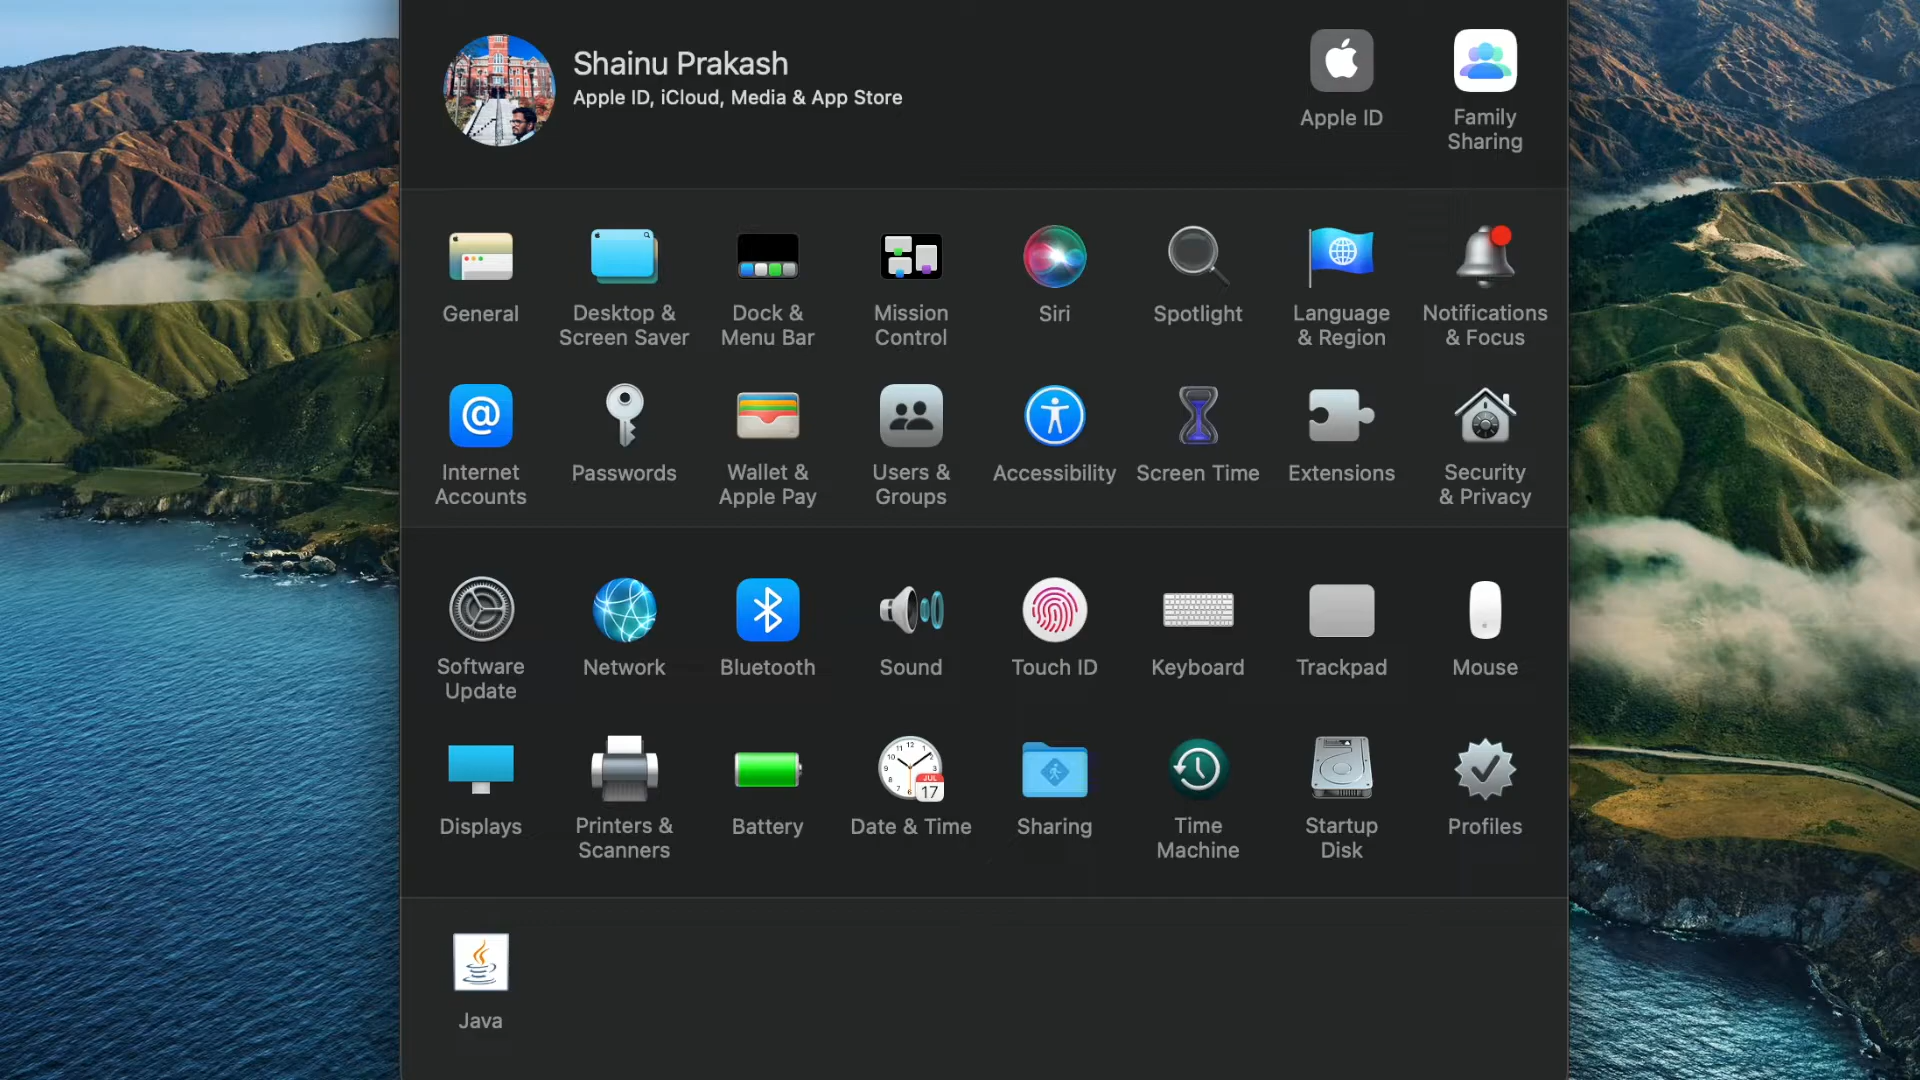 Shainu Prakash
Apple ID, iCloud, Media & App Store
Apple ID
Family
Sharing
General
Desktop &
Screen Saver
Dock &
Menu Bar
Mission
Control
Siri
Spotlight
Language
& Region
Notifications
& Focus
Internet
Accounts
Passwords
Wallet &
Apple Pay
Users &
Groups
Accessibility
Screen Time
Extensions
Security
& Privacy
Software
Update
Network
Bluetooth
Sound
Touch ID
Keyboard
Trackpad
Mouse
Displays
Printers &
Scanners
Battery
JUL
17
Date & Time
Sharing
Time
Machine
Startup
Disk
Profiles
Java